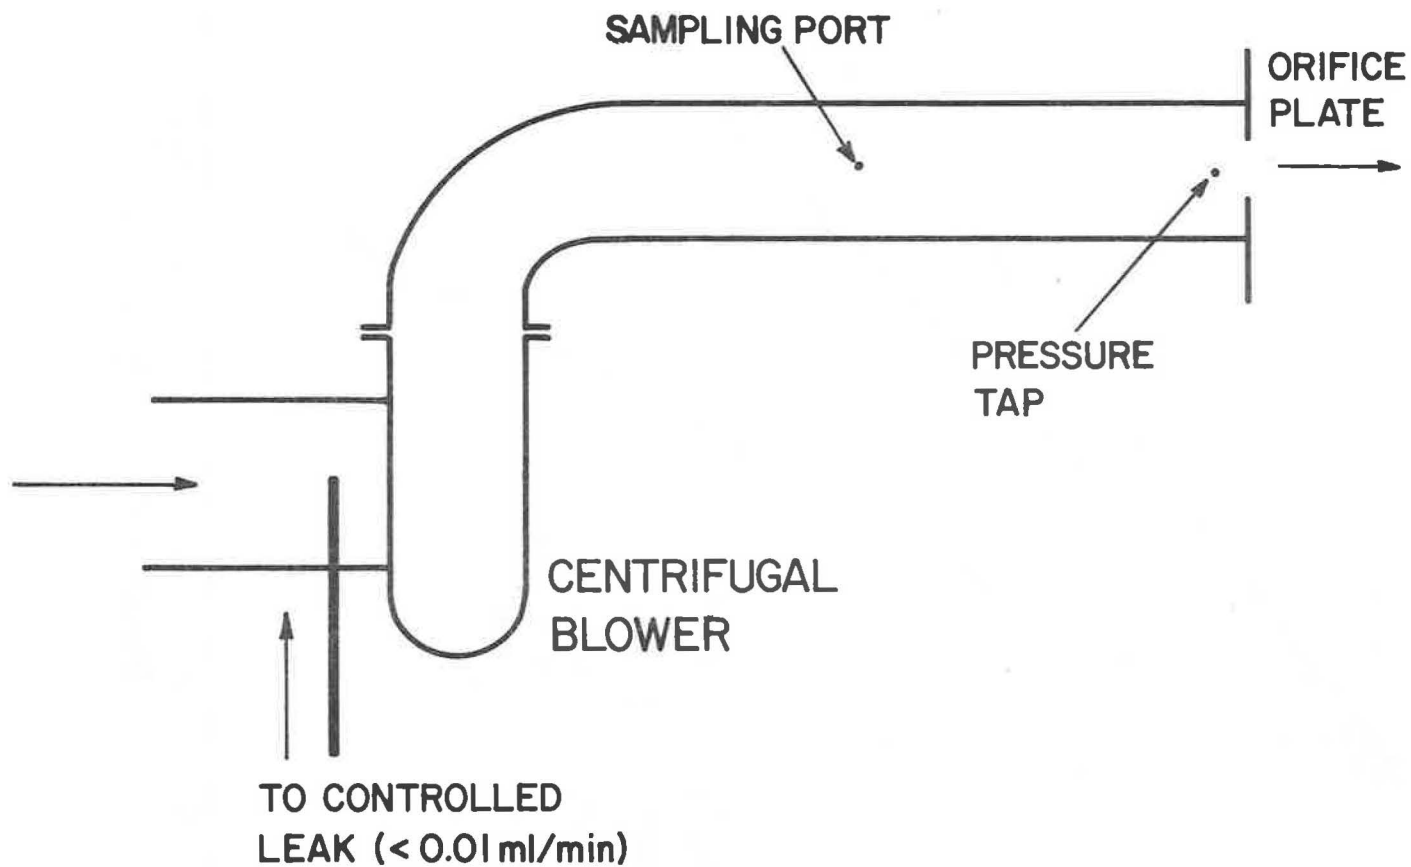 SAMPLING PORT
ORIFICE
PLATE
PRESSURE
TAP
CENTRIFUGAL
BLOWER
TO CONTROLLED
LEAK (< 0.01 ml/min)